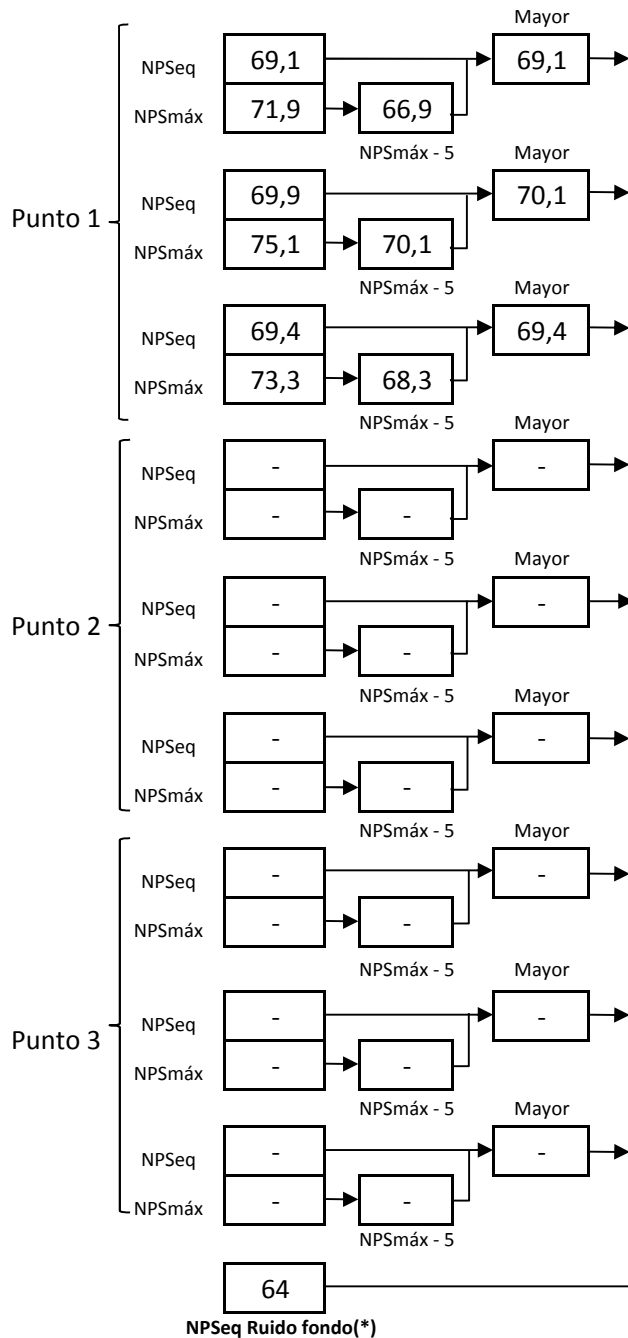 Mayor
NPSeq 69,1 69,1
NPSmáx 71,9 66,9
NPSmáx - 5 Mayor
NPSeq 69,9 70,1
Punto 1
NPSmáx 75,1 70,1
NPSmáx - 5 Mayor
NPSeq 69,4 69,4
NPSmáx 73,3 68,3
NPSmáx - 5 Mayor
NPSeq - -
NPSmáx - -
NPSmáx - 5 Mayor
NPSeq - -
Punto 2
NPSmáx - -
NPSmáx - 5 Mayor
NPSeq - -
NPSmáx - -
NPSmáx - 5 Mayor
NPSeq - -
NPSmáx - -
NPSmáx - 5 Mayor
NPSeq - -
Punto 3
NPSmáx - -
NPSmáx - 5 Mayor
NPSeq - -
NPSmáx - -
NPSmáx - 5
64
NPSeq Ruido fondo(*)